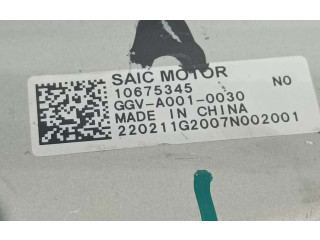 SAIC MOTOR
10675345 NO
GGV-A001-0030
MADE IN CHINA
220211G2007N002001